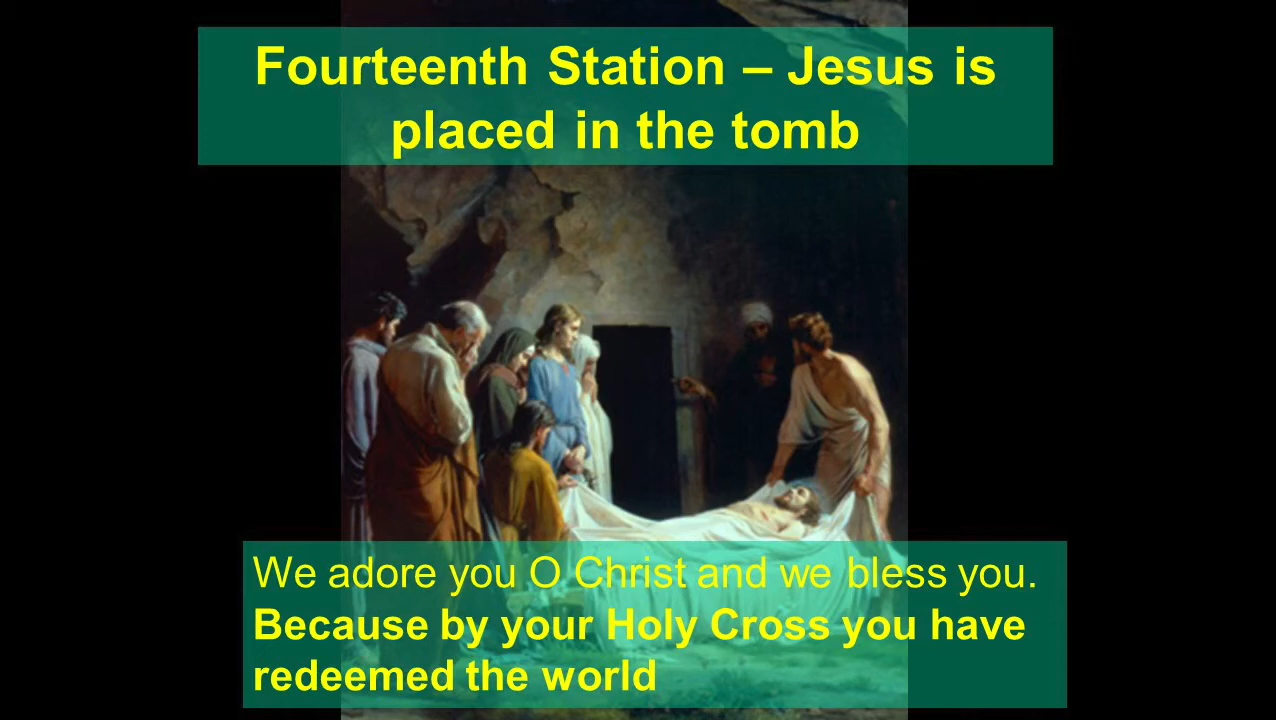 Fourteenth Station – Jesus is
placed in the tomb
We adore you O Christ and we bless you.
Because by your Holy Cross you have
redeemed the world